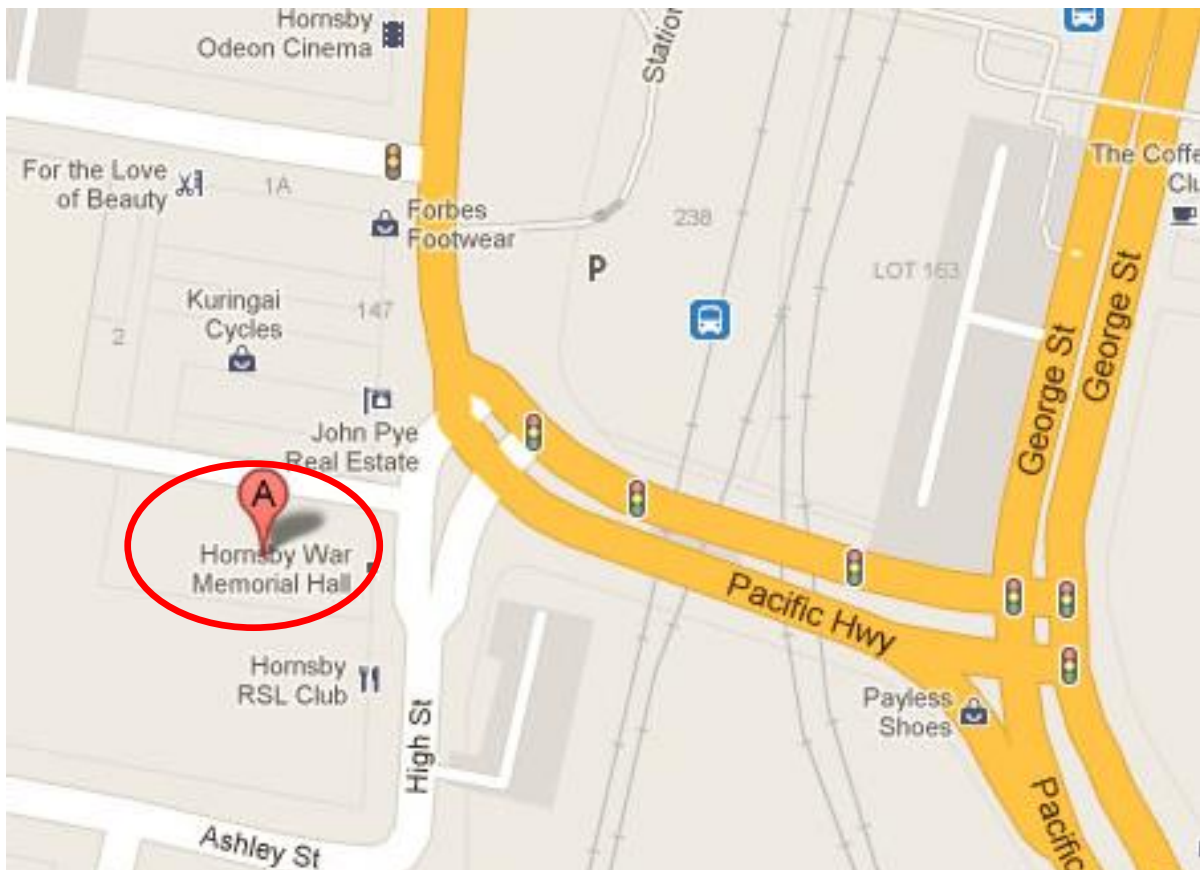 Hornsby
Odeon Cinema
Station
For the Love
of Beauty
1A
The Coffe
Clu
Forbes
Footwear
238
P
LOT 163
George St
George St
Kuringai
Cycles
147
2
John Pye
Real Estate
A
Hornsby War
Memorial Hall
Pacific Hwy
Hornsby
RSL Club
High St
Payless
Shoes
Pacific
Ashley St